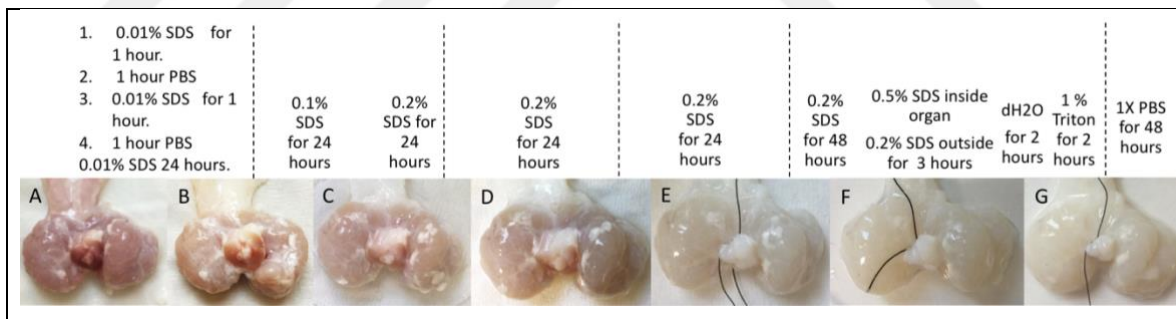 1. 0.01% SDS for
1 hour.
2. 1 hour PBS
3. 0.01% SDS for 1
hour.
4. 1 hour PBS
0.01% SDS 24 hours.
0.1%
SDS
for 24
hours
0.2%
SDS for
24
hours
0.2%
SDS
for 24
hours
0.2%
SDS
for 24
hours
0.2%
SDS
for 48
hours
0.5% SDS inside
organ
0.2% SDS outside
for 3 hours
dH2O
for 2
hours
1 %
Triton
for 2
hours
1X PBS
for 48
hours
A
B
C
D
E
F
G